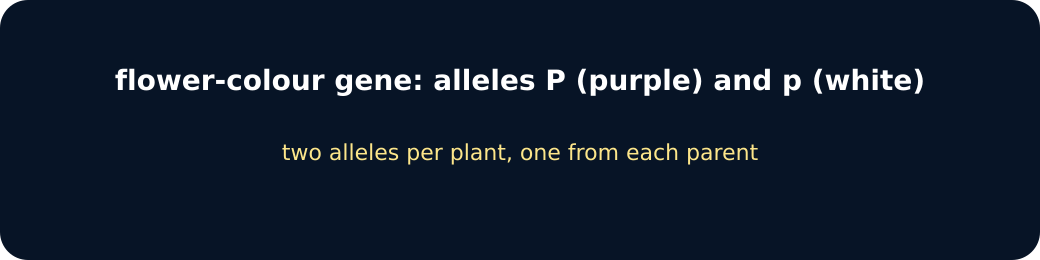 flower-colour gene: alleles P (purple) and p (white)
two alleles per plant, one from each parent